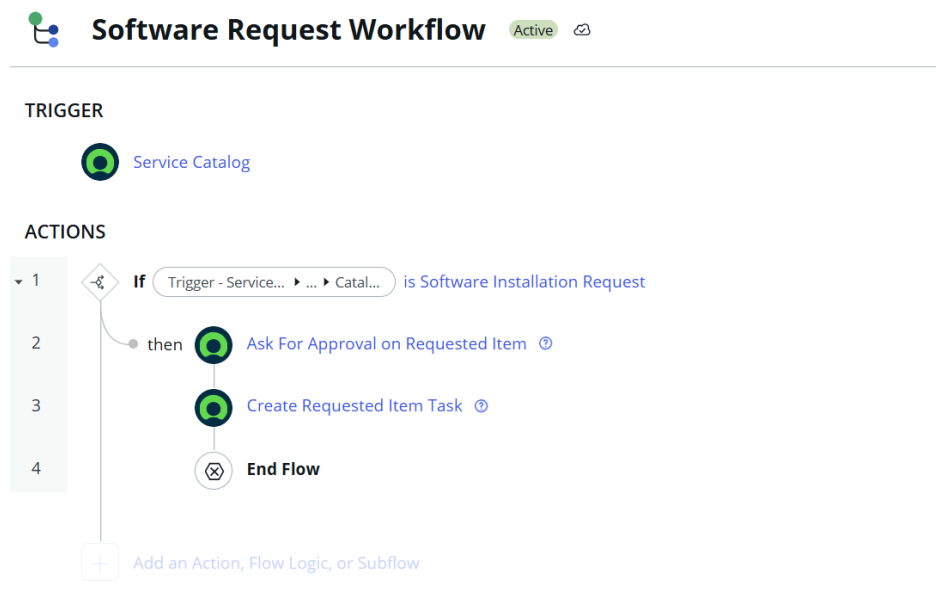 Software Request Workflow Active
TRIGGER
Service Catalog
ACTIONS
1 If Trigger - Service... ... Catal... is Software Installation Request
2 then Ask For Approval on Requested Item ?
3 Create Requested Item Task ?
4 End Flow
+ Add an Action, Flow Logic, or Subflow